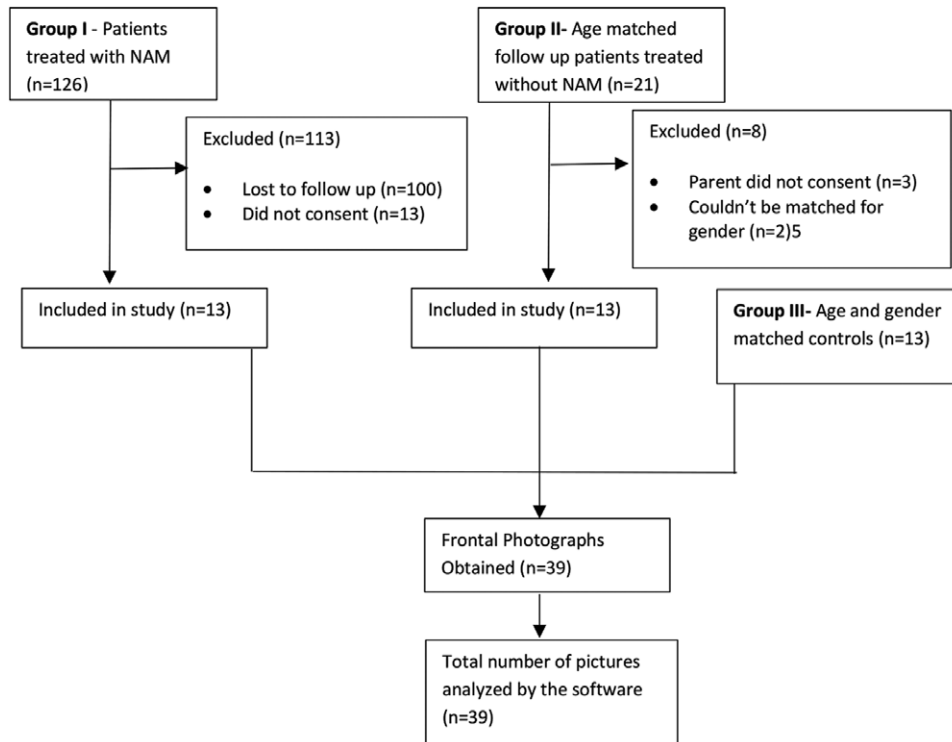 Group I - Patients
treated with NAM
(n=126)
Group II- Age matched
follow up patients treated
without NAM (n=21)
Excluded (n=113)
• Lost to follow up (n=100)
• Did not consent (n=13)
Excluded (n=8)
• Parent did not consent (n=3)
• Couldn’t be matched for
gender (n=2)5
Included in study (n=13)
Included in study (n=13)
Group III- Age and gender
matched controls (n=13)
Frontal Photographs
Obtained (n=39)
Total number of pictures
analyzed by the software
(n=39)